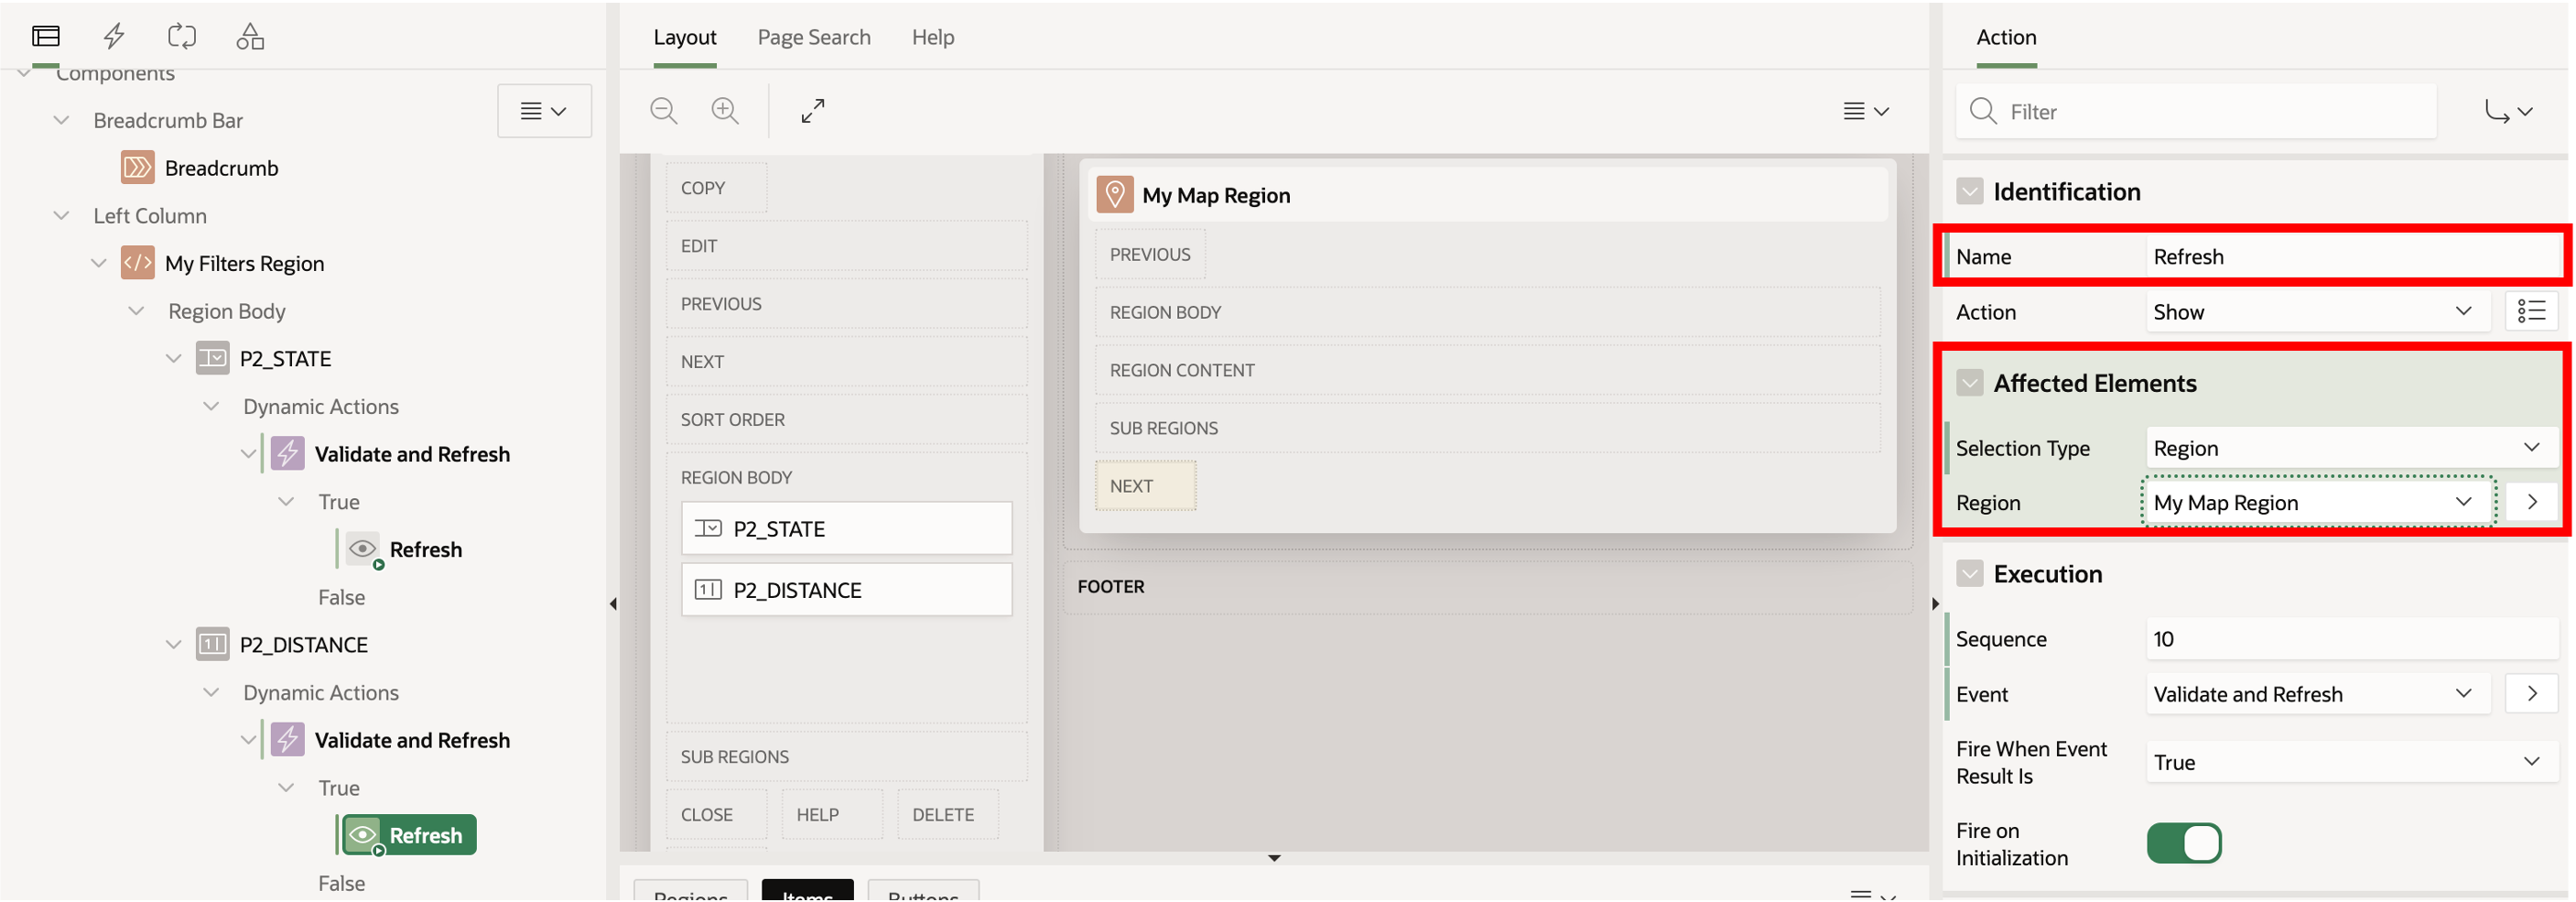 Components
Breadcrumb Bar
Breadcrumb
Left Column
My Filters Region
Region Body
P2_STATE
Dynamic Actions
Validate and Refresh
True
Refresh
False
P2_DISTANCE
Dynamic Actions
Validate and Refresh
True
Refresh
False
Layout Page Search Help
COPY
EDIT
PREVIOUS
NEXT
SORT ORDER
REGION BODY
P2_STATE
P2_DISTANCE
SUB REGIONS
CLOSE HELP DELETE
My Map Region
PREVIOUS
REGION BODY
REGION CONTENT
SUB REGIONS
NEXT
FOOTER
Regions Items Buttons
Action
Filter
Identification
Name Refresh
Action Show
Affected Elements
Selection Type Region
Region My Map Region
Execution
Sequence 10
Event Validate and Refresh
Fire When Event
Result Is True
Fire on
Initialization